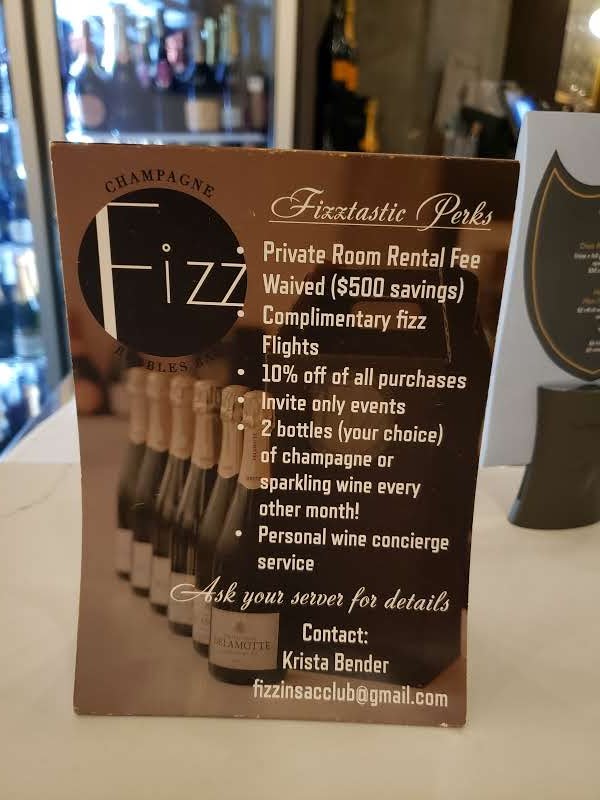 CHAMPAGNE
Fizz
BUBBLES BAR
Fizztastic Perks
• Private Room Rental Fee
Waived ($500 savings)
• Complimentary fizz
Flights
• 10% off of all purchases
• Invite only events
• 2 bottles (your choice)
of champagne or
sparkling wine every
other month!
• Personal wine concierge
service
Ask your server for details
DELAMOTTE
Contact:
Krista Bender
fizzinsacclub@gmail.com